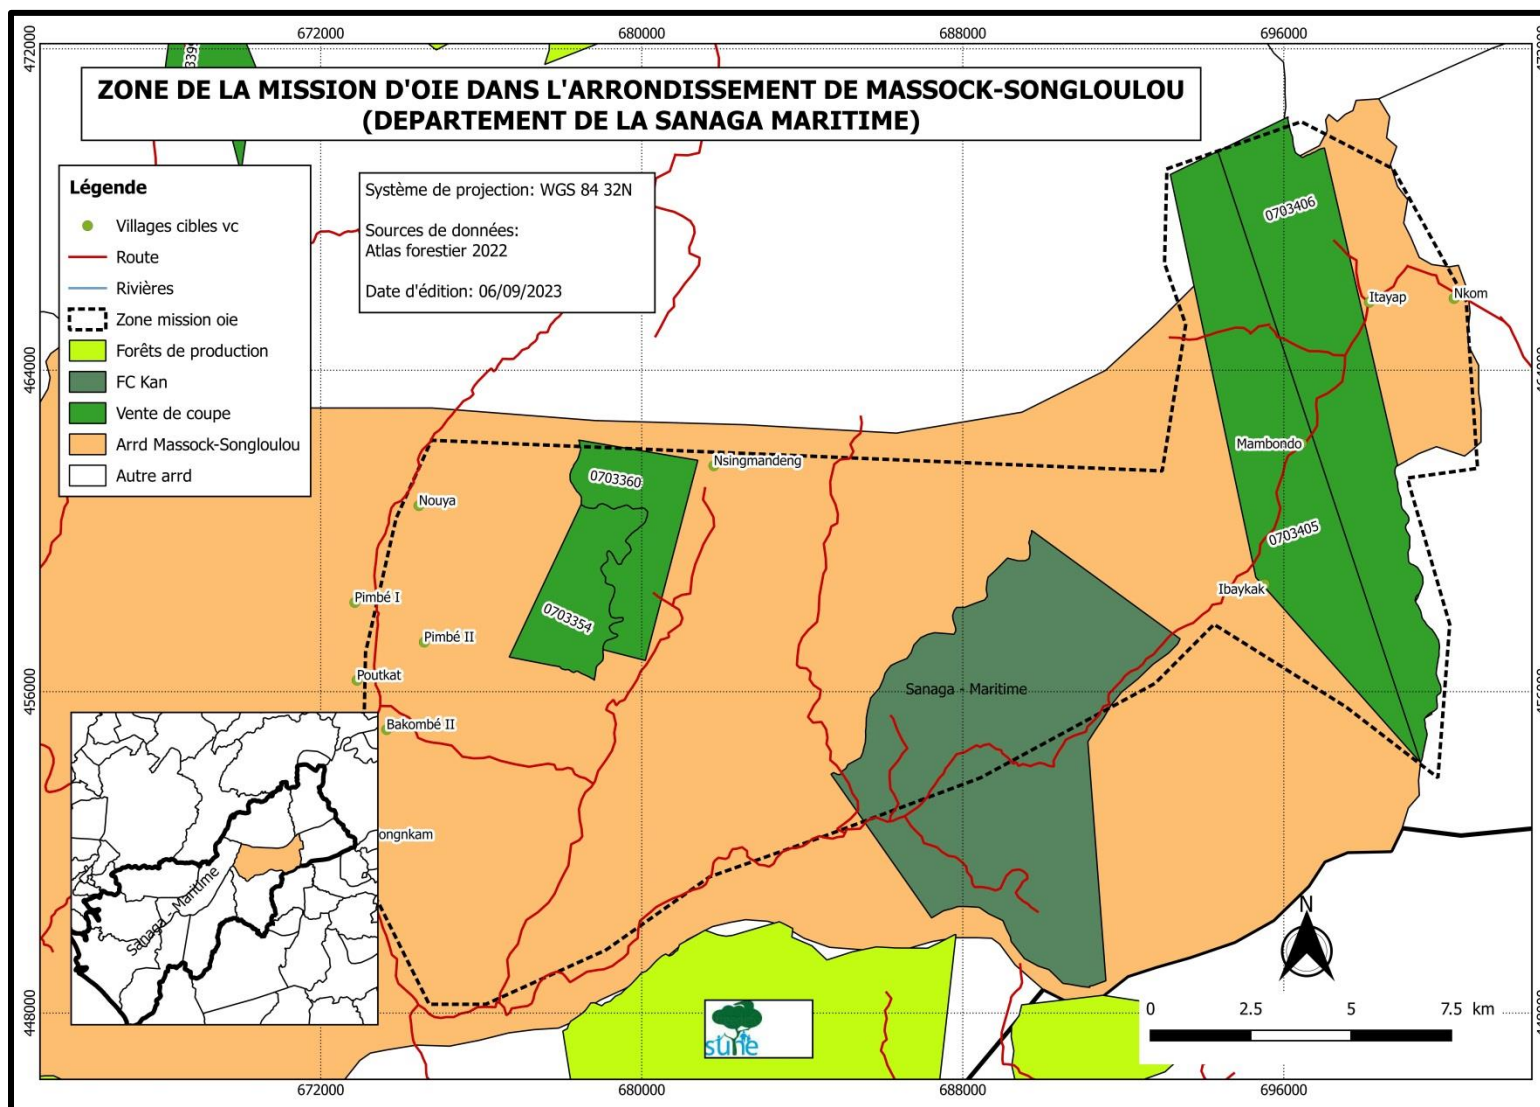 672000
680000
688000
696000
472000
3395
ZONE DE LA MISSION D'OIE DANS L'ARRONDISSEMENT DE MASSOCK-SONGLOULOU
(DEPARTEMENT DE LA SANAGA MARITIME)
Légende
Villages cibles vc
Route
Rivières
Zone mission oie
Forêts de production
FC Kan
Vente de coupe
Arrd Massock-Songloulou
Autre arrd
Système de projection: WGS 84 32N
Sources de données:
Atlas forestier 2022
Date d'édition: 06/09/2023
0703406
Itayap
Nkom
464000
Mambondo
Nsingmandeng
0703360
Nouya
0703405
Ibaykak
Pimbé I
0703354
Pimbé II
Poutkat
Sanaga - Maritime
456000
Bakombé II
ongnkam
Sanaga - Maritime
N
448000
surie
0 2.5 5 7.5 km
672000
680000
688000
696000